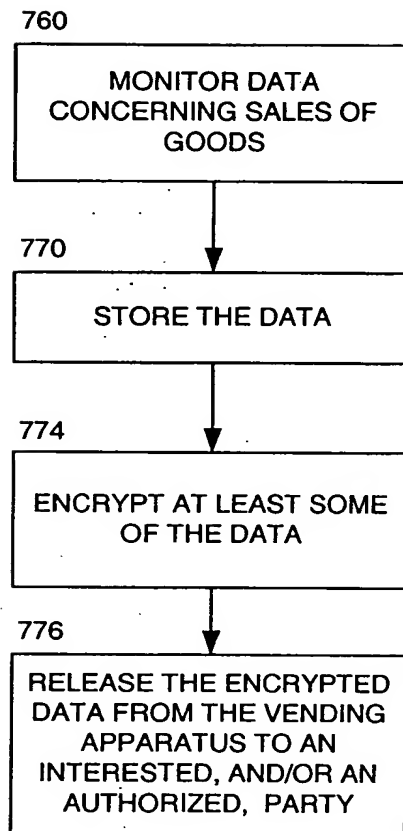 760
MONITOR DATA
CONCERNING SALES OF
GOODS
770
STORE THE DATA
774
ENCRYPT AT LEAST SOME
OF THE DATA
776
RELEASE THE ENCRYPTED
DATA FROM THE VENDING
APPARATUS TO AN
INTERESTED, AND/OR AN
AUTHORIZED, PARTY